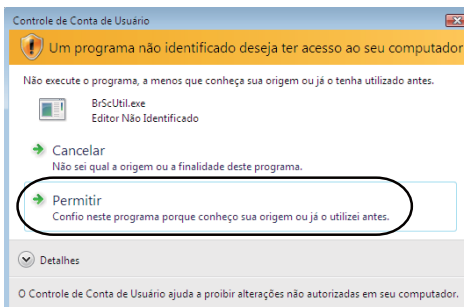 Controle de Conta de Usuário
Um programa não identificado deseja ter acesso ao seu computador
Não execute o programa, a menos que conheça sua origem ou já o tenha utilizado antes.
BrScUtil.exe
Editor Não Identificado
Cancelar
Não sei qual a origem ou a finalidade deste programa.
Permitir
Confio neste programa porque conheço sua origem ou já o utilizei antes.
Detalhes
O Controle de Conta de Usuário ajuda a proibir alterações não autorizadas em seu computador.